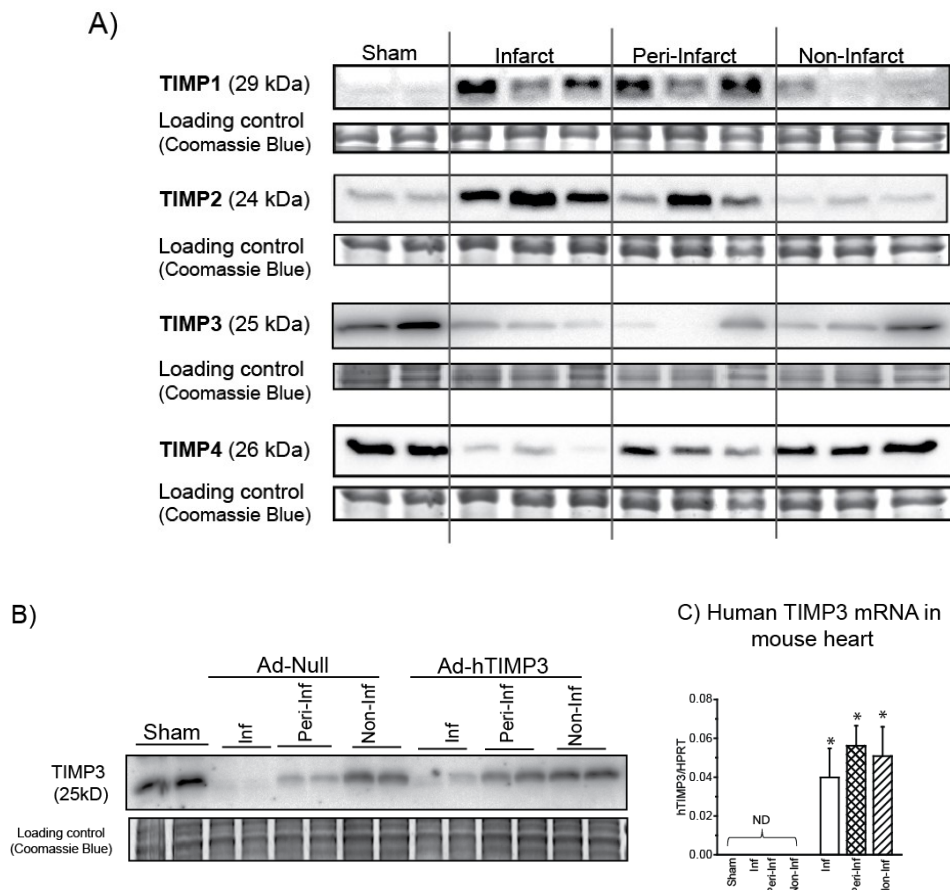 A)
Sham Infarct Peri-Infarct Non-Infarct
TIMP1 (29 kDa)
Loading control
(Coomassie Blue)
TIMP2 (24 kDa)
Loading control
(Coomassie Blue)
TIMP3 (25 kDa)
Loading control
(Coomassie Blue)
TIMP4 (26 kDa)
Loading control
(Coomassie Blue)
B)
Ad-Null Ad-hTIMP3
Sham Inf Peri-Inf Non-Inf Inf Peri-Inf Non-Inf
TIMP3
(25kD)
Loading control
(Coomassie Blue)
C) Human TIMP3 mRNA in
mouse heart
hTIMP3/HPRT
0.08
0.06
0.04
0.02
0.00
* * *
ND
Sham Inf Peri-Inf Non-Inf Inf Peri-Inf Non-Inf